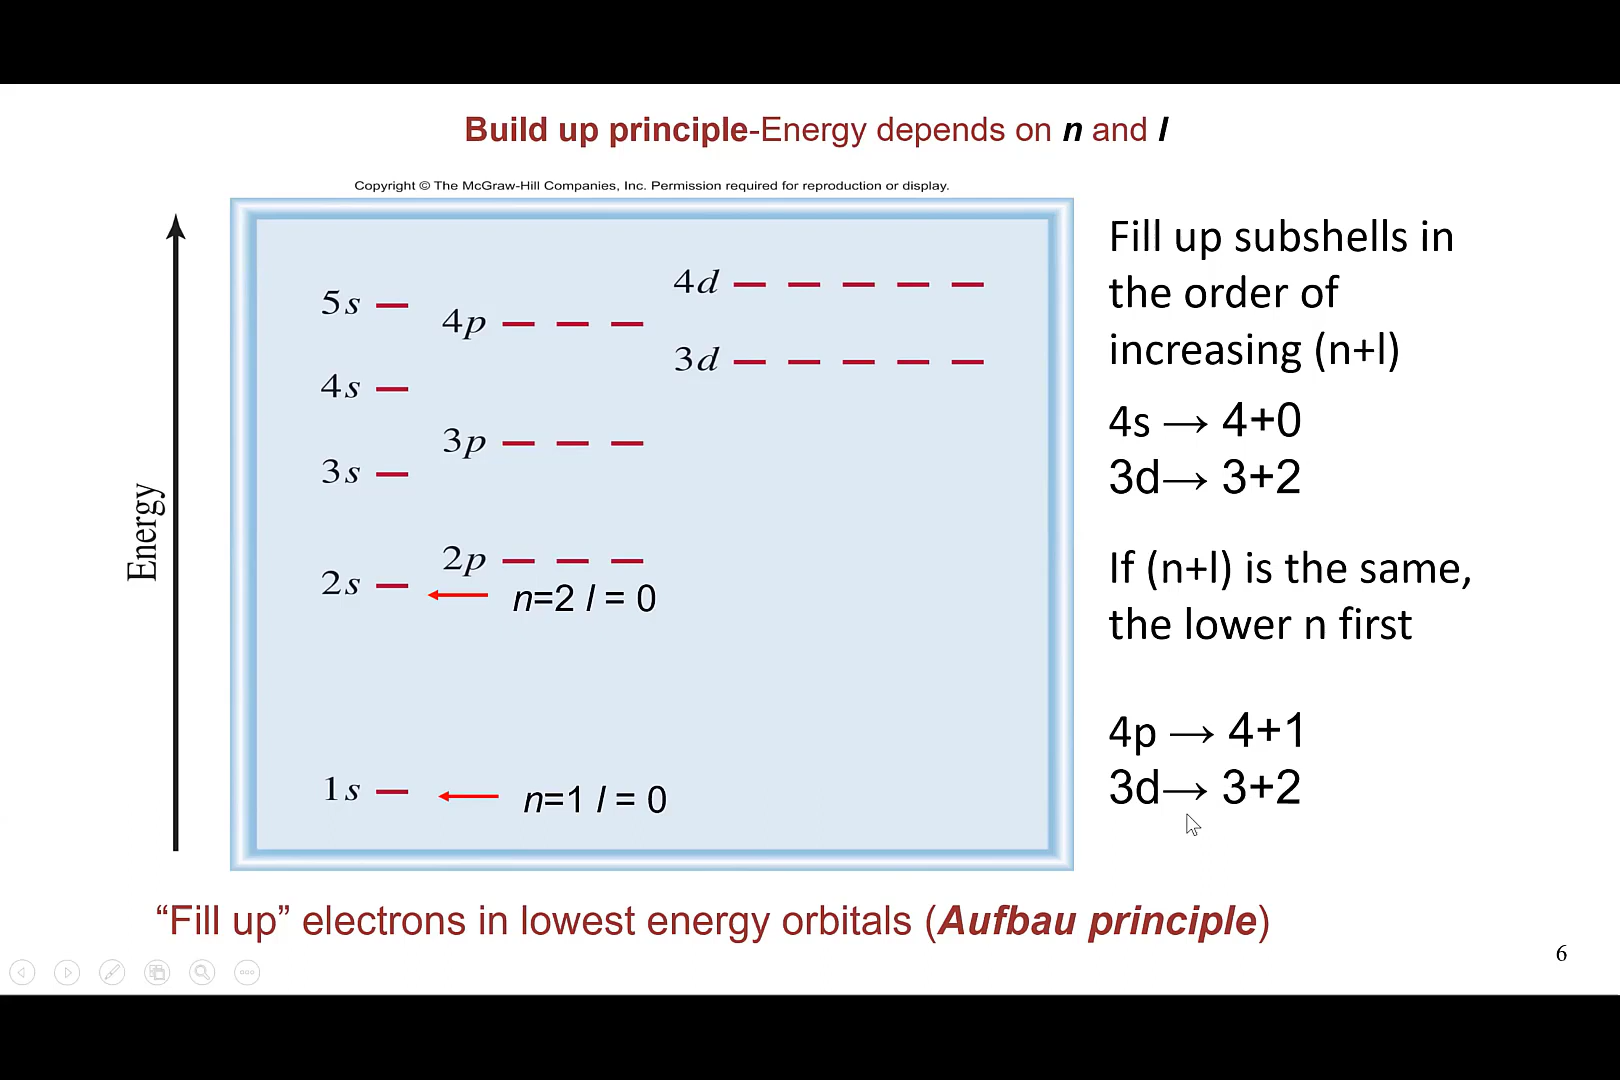 Build up principle-Energy depends on n and l
Copyright © The McGraw-Hill Companies, Inc. Permission required for reproduction or display.
Energy
4d
5s
4p
3d
4s
3p
3s
2p
2s
n=2 l = 0
1s
n=1 l = 0
Fill up subshells in
the order of
increasing (n+l)
4s → 4+0
3d→ 3+2
If (n+l) is the same,
the lower n first
4p → 4+1
3d→ 3+2
“Fill up” electrons in lowest energy orbitals (Aufbau principle)
6